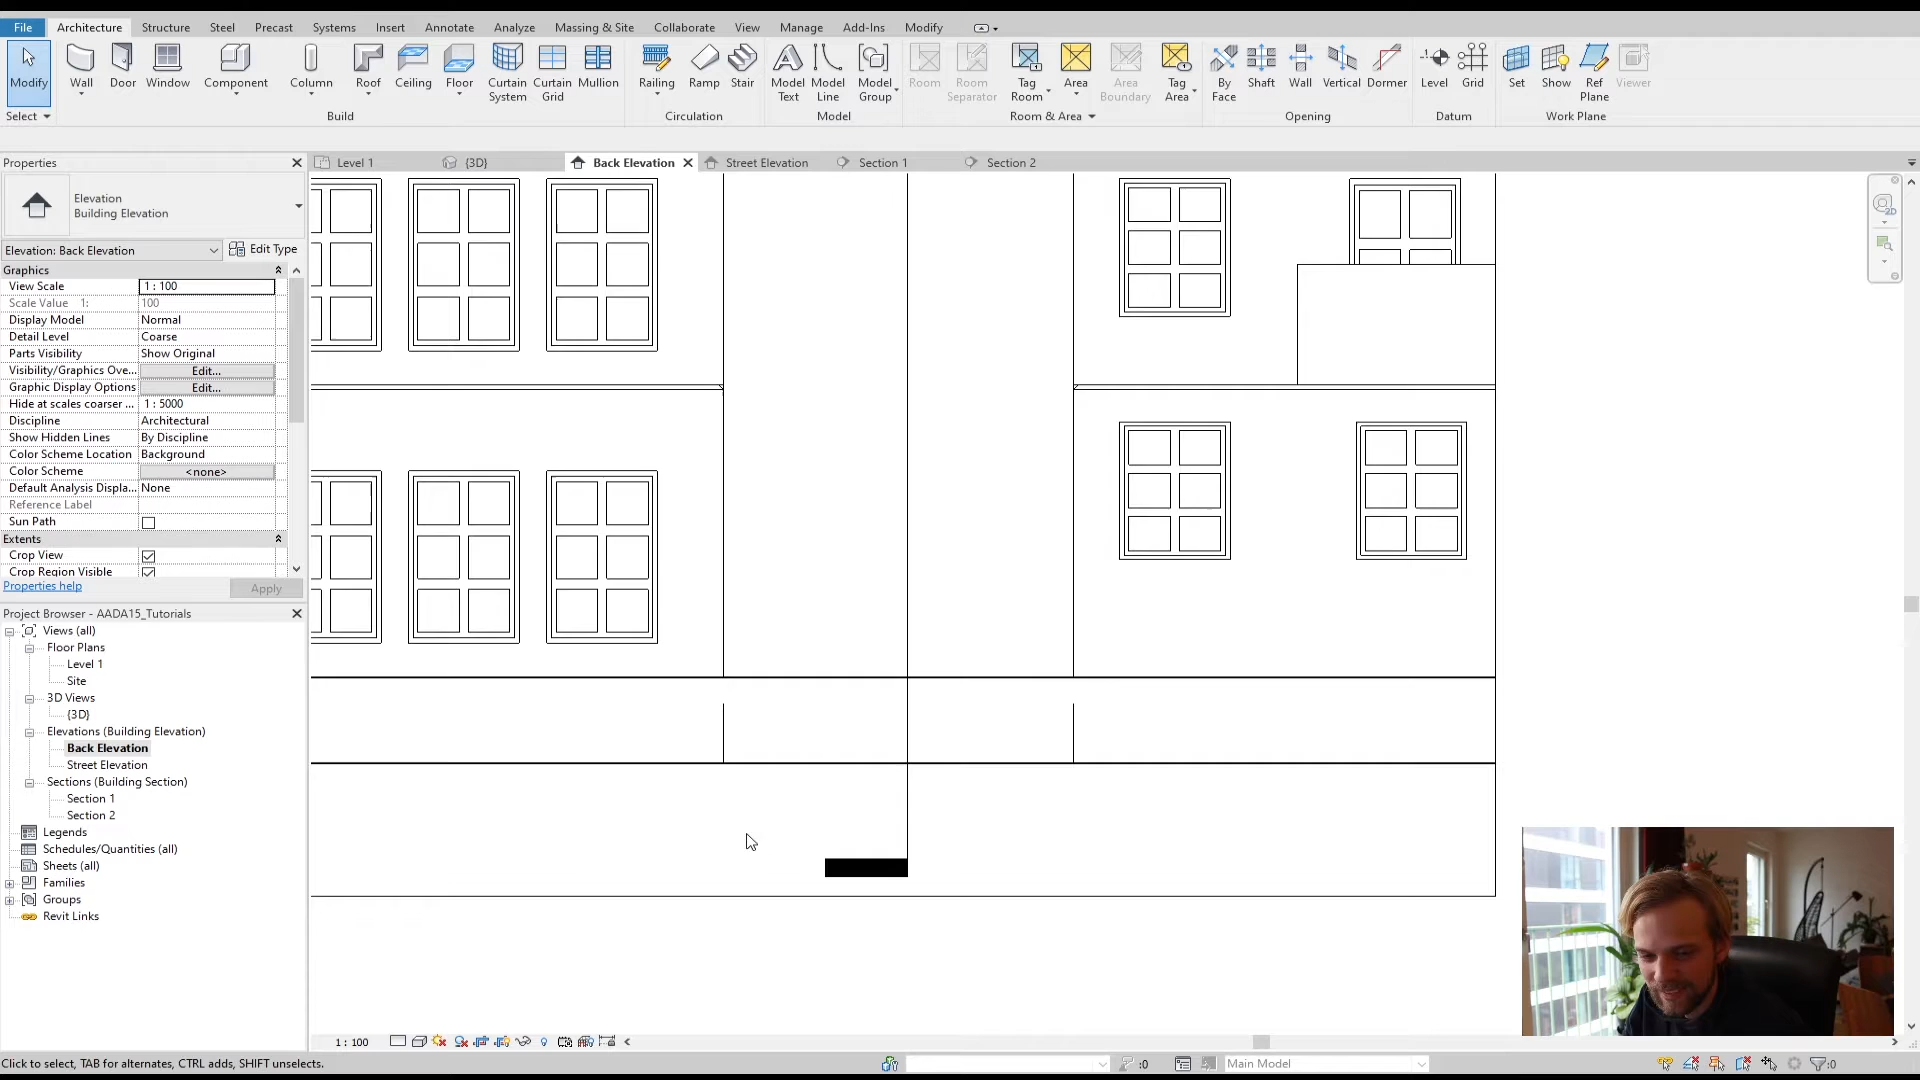 File Architecture Structure Steel Precast Systems Insert Annotate Analyze Massing & Site Collaborate View Manage Add-Ins Modify
Modify Wall Door Window Component Column Roof Ceiling Floor Curtain System Curtain Grid Mullion Railing Ramp Stair Model Text Model Line Model Group Room Room Separator Tag Room Area Area Boundary Tag Area By Face Shaft Wall Vertical Dormer Level Grid Set Show Ref Plane Viewer
Select Build Circulation Model Room & Area Opening Datum Work Plane
Properties
Level 1 {3D} Back Elevation Street Elevation Section 1 Section 2
2D
Elevation
Building Elevation
Elevation: Back Elevation Edit Type
Graphics
View Scale 1 : 100
Scale Value 1: 100
Display Model Normal
Detail Level Coarse
Parts Visibility Show Original
Visibility/Graphics Ove... Edit...
Graphic Display Options Edit...
Hide at scales coarser ... 1 : 5000
Discipline Architectural
Show Hidden Lines By Discipline
Color Scheme Location Background
Color Scheme <none>
Default Analysis Displa... None
Reference Label
Sun Path
Extents
Crop View
Crop Region Visible
Properties help Apply
Project Browser - AADA15_Tutorials
Views (all)
Floor Plans
Level 1
Site
3D Views
{3D}
Elevations (Building Elevation)
Back Elevation
Street Elevation
Sections (Building Section)
Section 1
Section 2
Legends
Schedules/Quantities (all)
Sheets (all)
Families
Groups
Revit Links
1 : 100
Click to select, TAB for alternates, CTRL adds, SHIFT unselects. :0 Main Model :0